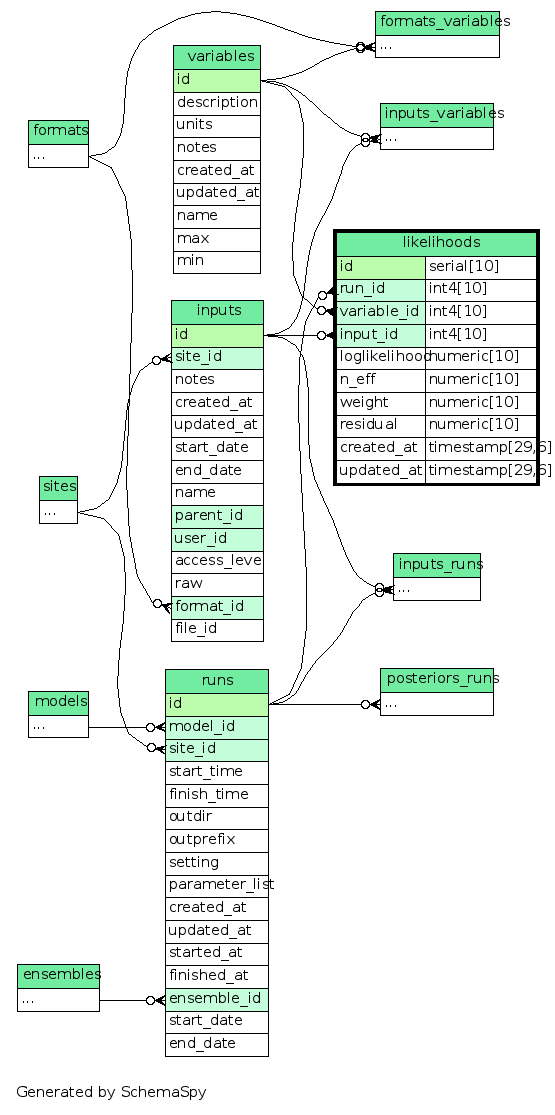 formats_variables
...
variables
id
description
units
notes
created_at
updated_at
name
max
min
inputs_variables
...
formats
...
likelihoods
id serial[10]
run_id int4[10]
variable_id int4[10]
input_id int4[10]
loglikelihood numeric[10]
n_eff numeric[10]
weight numeric[10]
residual numeric[10]
created_at timestamp[29,6]
updated_at timestamp[29,6]
inputs
id
site_id
notes
created_at
updated_at
start_date
end_date
name
parent_id
user_id
access_level
raw
format_id
file_id
sites
...
inputs_runs
...
runs
id
model_id
site_id
start_time
finish_time
outdir
outprefix
setting
parameter_list
created_at
updated_at
started_at
finished_at
ensemble_id
start_date
end_date
posteriors_runs
...
models
...
ensembles
...
Generated by SchemaSpy